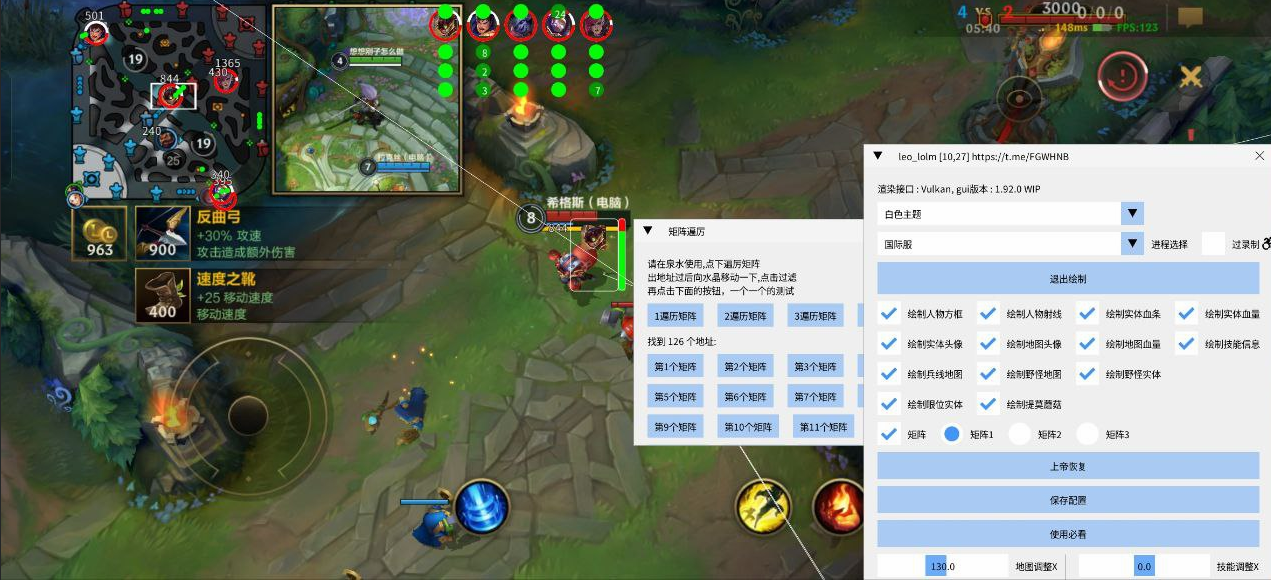 501
19
844
1365
430
240
19
25
340
395
想想别子怎么做
4
7
24
8
2
3
7
4 VS 2
3000/0/0
05:40
148ms
FPS:123
963
900
反曲弓
+30% 攻速
攻击造成额外伤害
400
速度之靴
+25 移动速度
移动速度
8
希格斯（电脑）
矩阵遍历
请在泉水使用,点下遍历矩阵
出地址过后向水晶移动一下,点击过滤
再点击下面的按钮，一个一个的测试
1遍历矩阵 2遍历矩阵 3遍历矩阵
找到 126 个地址:
第1个矩阵 第2个矩阵 第3个矩阵
第5个矩阵 第6个矩阵 第7个矩阵
第9个矩阵 第10个矩阵 第11个矩阵
leo_lolm [10,27] https://t.me/FGWHNB
渲染接口 : Vulkan, gui版本 : 1.92.0 WIP
白色主题
国际服 进程选择 过录制
退出绘制
绘制人物方框 绘制人物射线 绘制实体血条 绘制实体血量
绘制实体头像 绘制地图头像 绘制地图血量 绘制技能信息
绘制兵线地图 绘制野怪地图 绘制野怪实体
绘制眼位实体 绘制提莫蘑菇
矩阵 矩阵1 矩阵2 矩阵3
上帝恢复
保存配置
使用必看
130.0 地图调整X 0.0 技能调整X